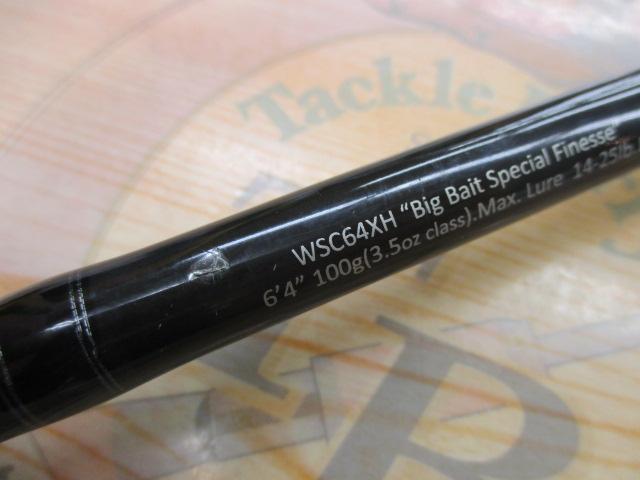 Tackle
WSC64XH “Big Bait Special Finesse
6’4” 100g(3.5oz class).Max. Lure 14-25lb.